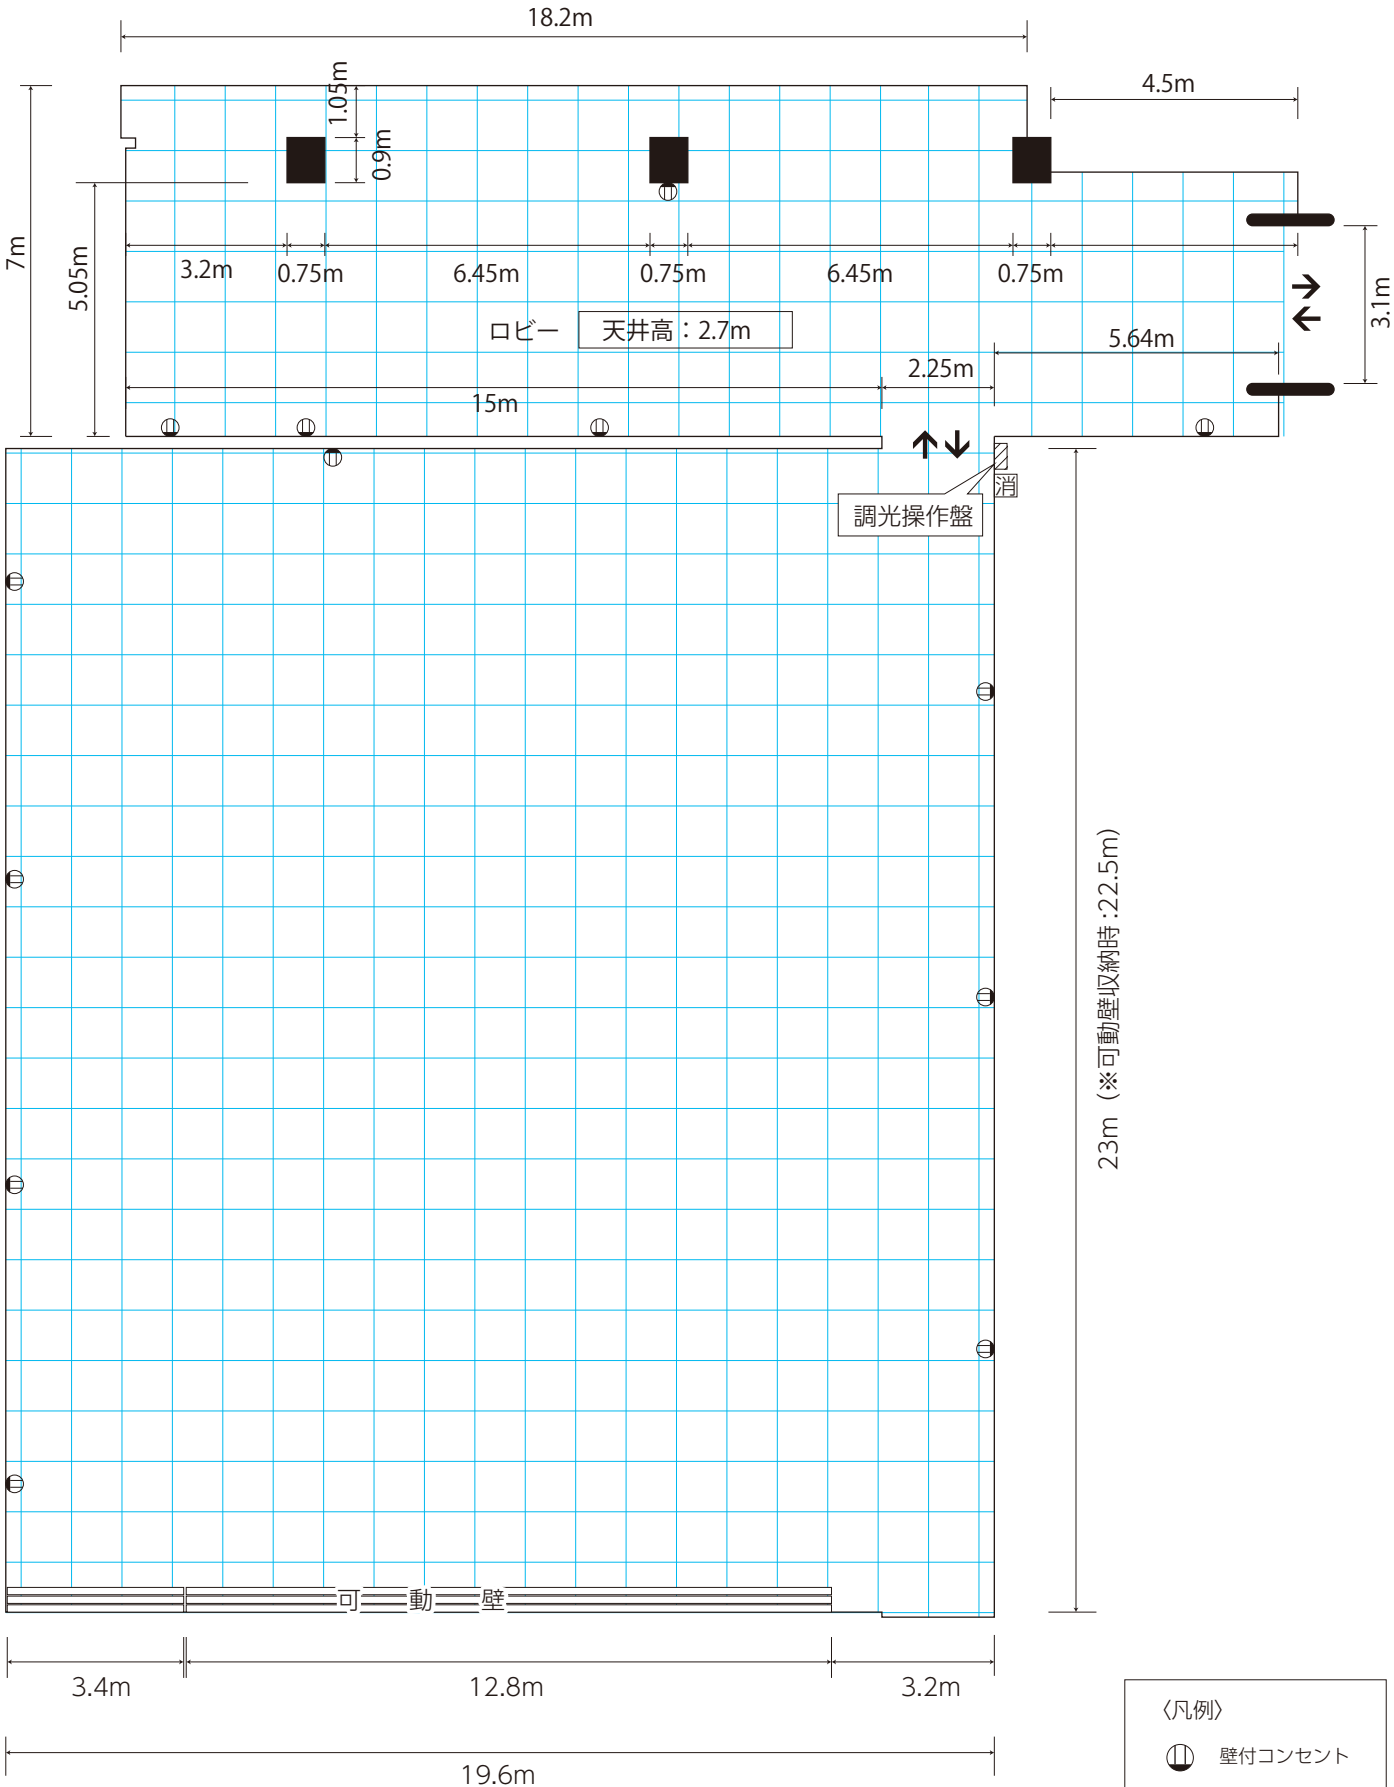 18.2m
4.5m
1.05m
0.9m
7m
5.05m
3.2m
0.75m
6.45m
0.75m
6.45m
0.75m
3.1m
ロビー
天井高：2.7m
5.64m
2.25m
15m
消
調光操作盤
23m（※可動壁収納時:22.5m）
可 動 壁
3.4m
12.8m
3.2m
19.6m
〈凡例〉
壁付コンセント